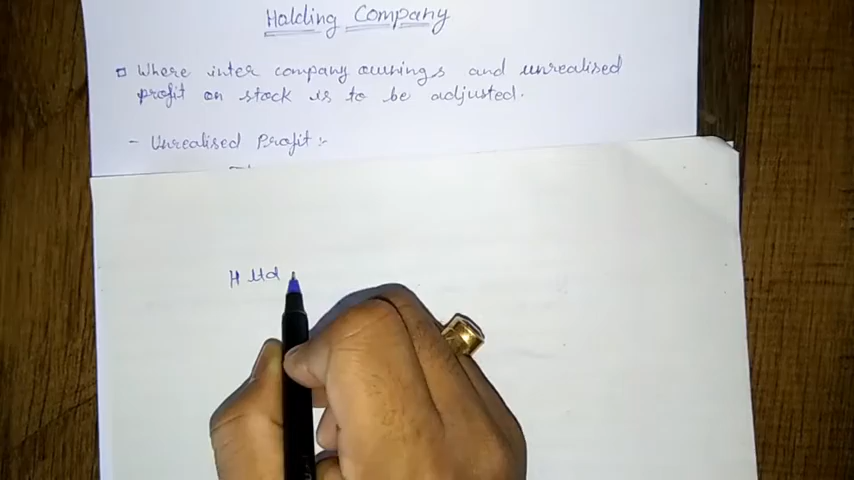 Holding Company
Where inter company ownings and unrealised
profit on stock is to be adjusted.
- Unrealised Profit :-
H Ltd